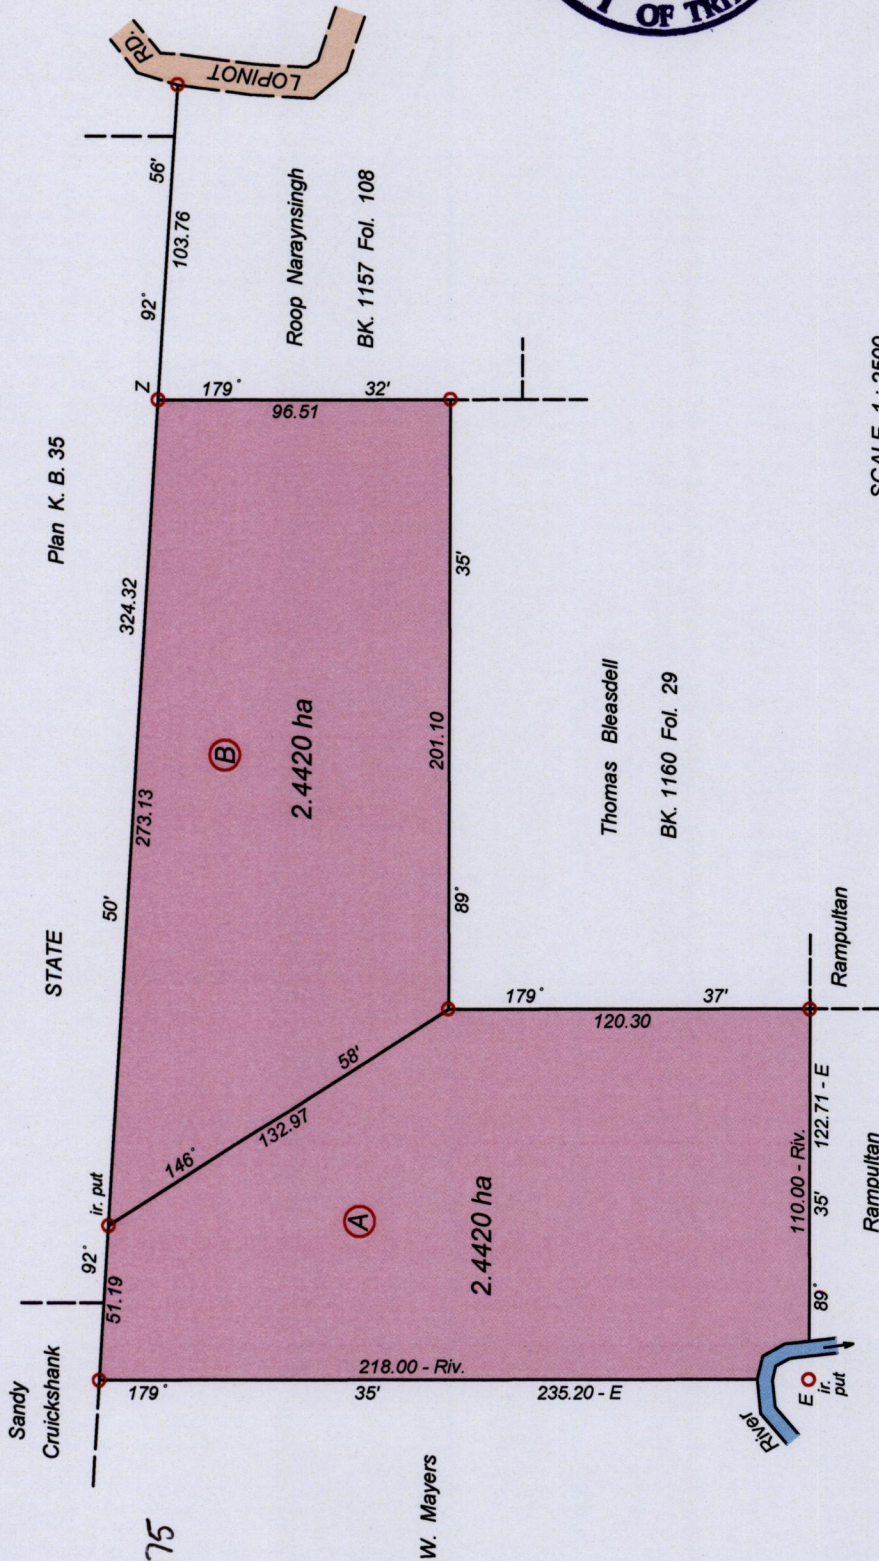 RD.
LOPINOT
OF
56'
103.76
92°
Z
Roop Naraynsingh
BK. 1157 Fol. 108
179°
32'
96.51
Plan K. B. 35
324.32
273.13
50'
STATE
B
2.4420 ha
35'
201.10
89°
Thomas Bleasdell
BK. 1160 Fol. 29
SCALE 1 : 2500
58'
132.97
146°
ir. put
92°
51.19
179°
37'
120.30
Rampultan
A
2.4420 ha
110.00 - Riv.
122.71 - E
35'
89°
Rampultan
Sandy
Cruickshank
179°
218.00 - Riv.
35'
235.20 - E
River
E
ir.
put
W. Mayers
75